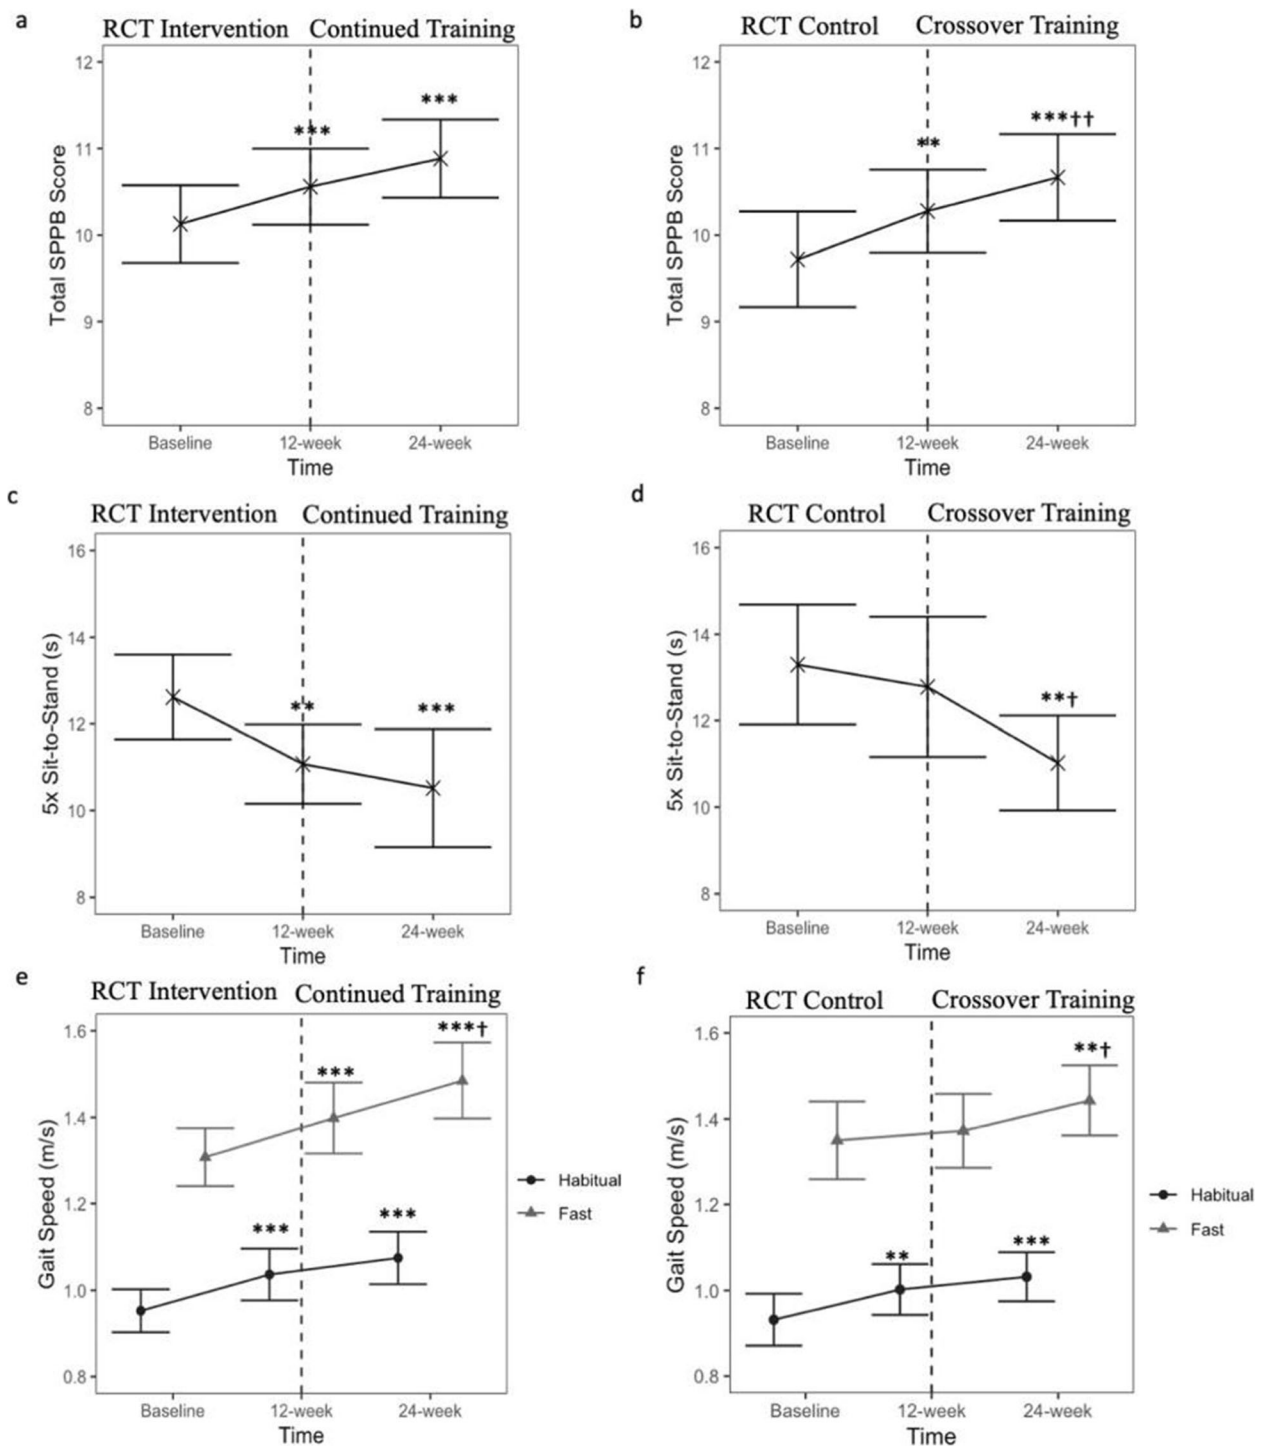 a
RCT Intervention Continued Training
12
11
10
9
8
Total SPPB Score
***
***
Baseline 12-week 24-week
Time
b
RCT Control Crossover Training
12
11
10
9
8
Total SPPB Score
**
***††
Baseline 12-week 24-week
Time
c
RCT Intervention Continued Training
16
14
12
10
8
5x Sit-to-Stand (s)
**
***
Baseline 12-week 24-week
Time
d
RCT Control Crossover Training
16
14
12
10
8
5x Sit-to-Stand (s)
**†
Baseline 12-week 24-week
Time
e
RCT Intervention Continued Training
1.6
1.4
1.2
1.0
0.8
Gait Speed (m/s)
***†
***
***
***
Habitual
Fast
Baseline 12-week 24-week
Time
f
RCT Control Crossover Training
1.6
1.4
1.2
1.0
0.8
Gait Speed (m/s)
**†
**
***
Habitual
Fast
Baseline 12-week 24-week
Time